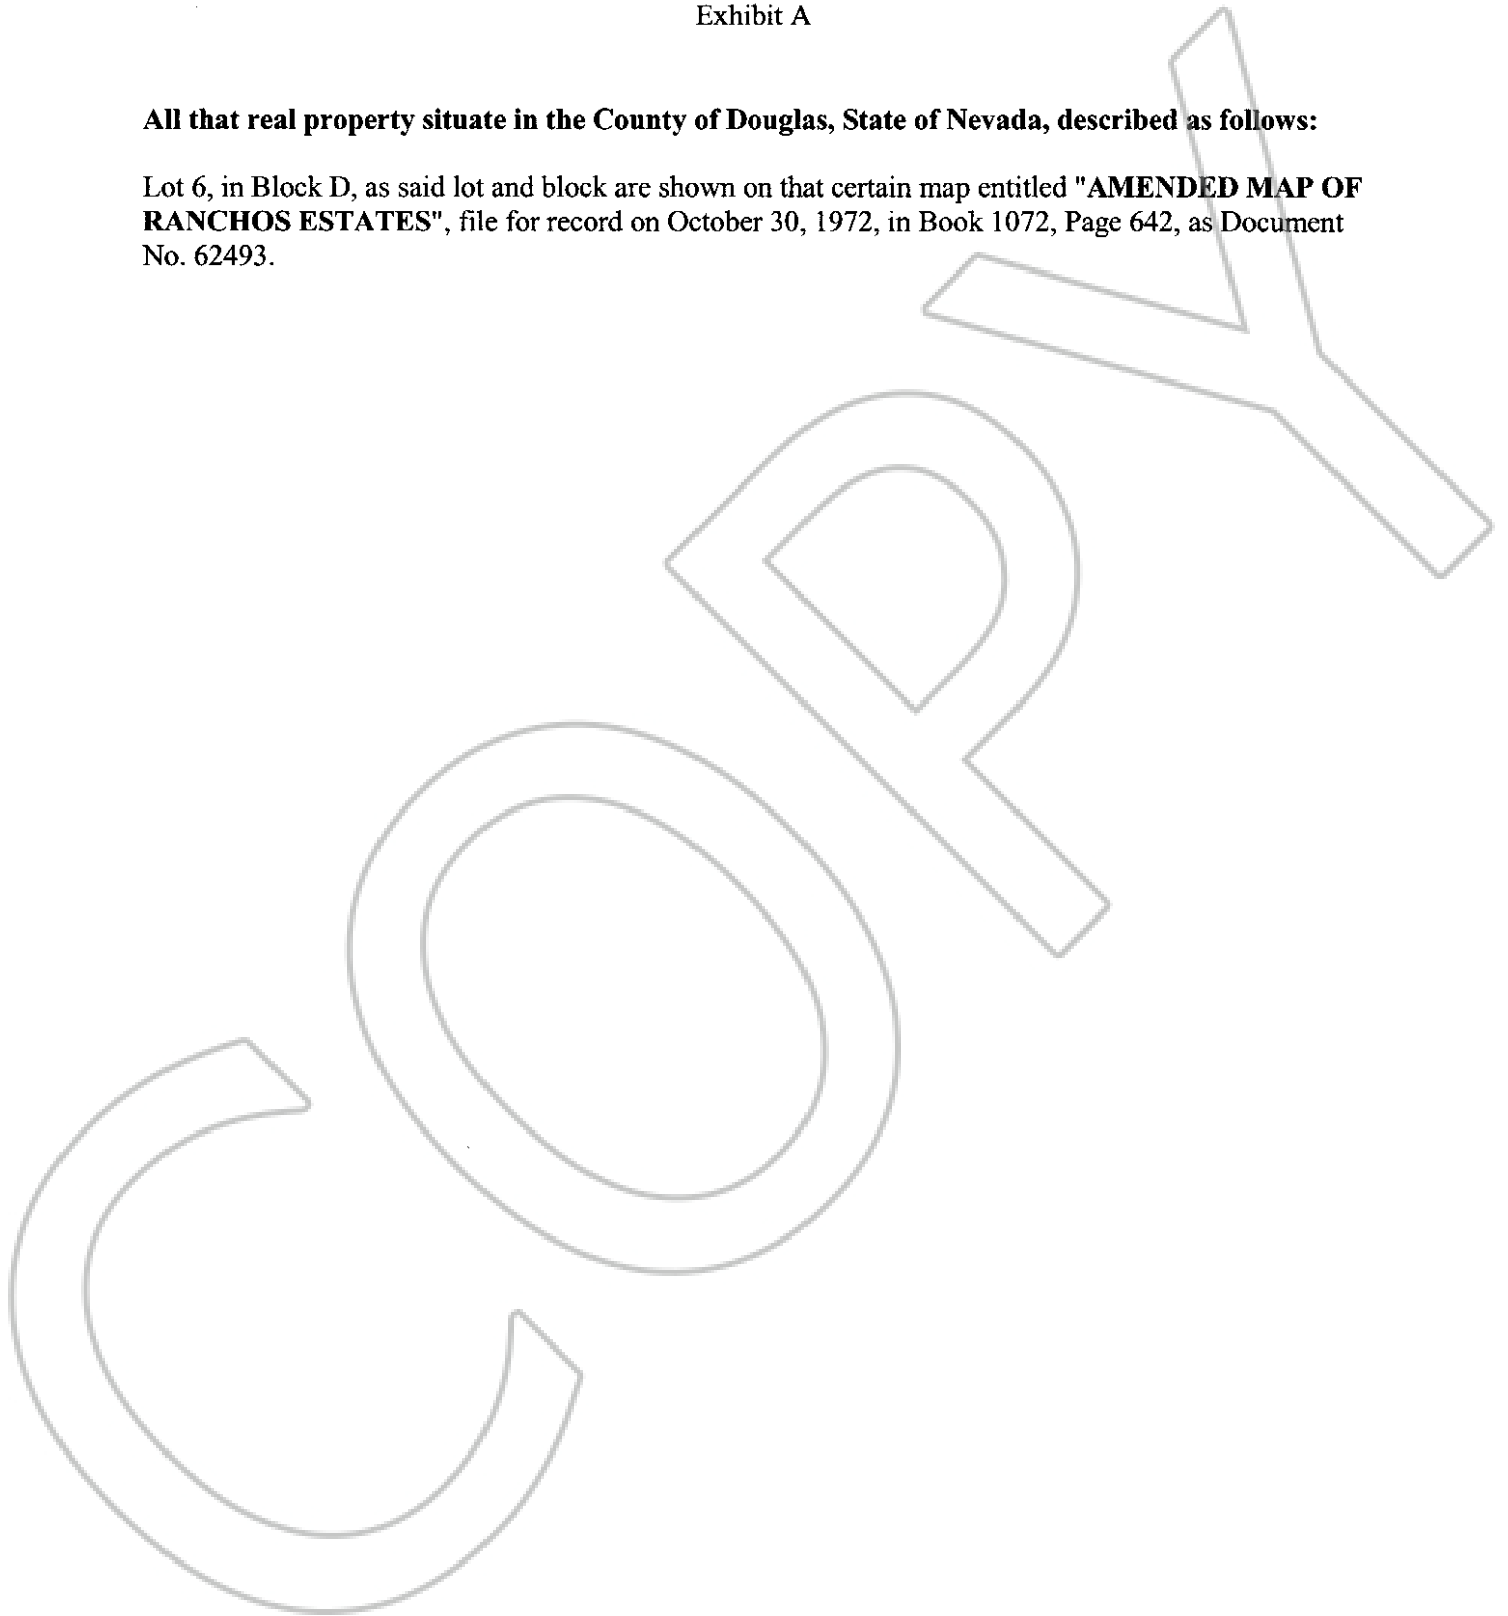 Exhibit A
All that real property situate in the County of Douglas, State of Nevada, described as follows:
Lot 6, in Block D, as said lot and block are shown on that certain map entitled "AMENDED MAP OF
RANCHOS ESTATES", file for record on October 30, 1972, in Book 1072, Page 642, as Document
No. 62493.
COPY